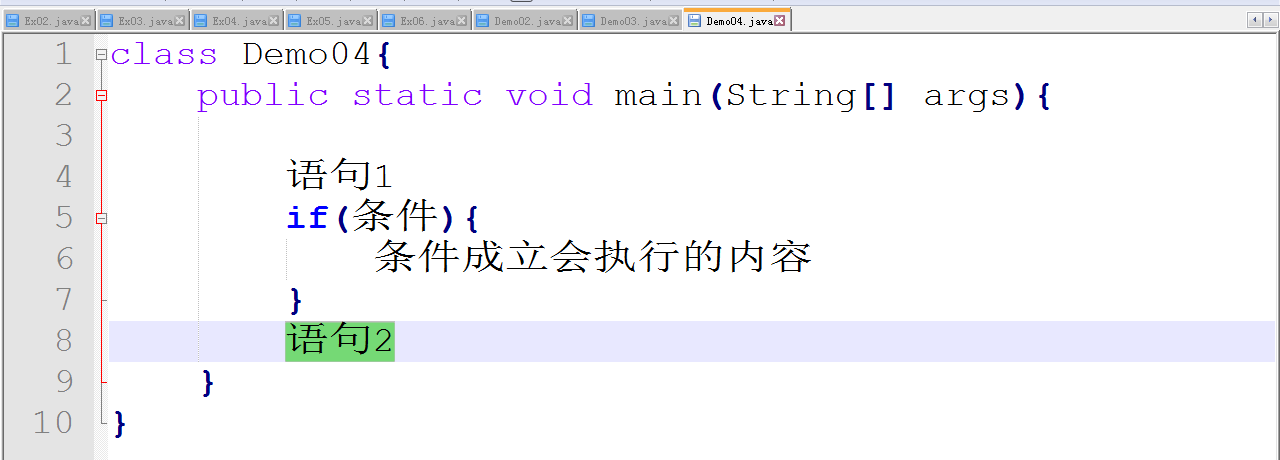 Ex02.java Ex03.java Ex04.java Ex05.java Ex06.java Demo02.java Demo03.java Demo04.java
1 class Demo04{
2 public static void main(String[] args){
3
4 语句1
5 if(条件){
6 条件成立会执行的内容
7 }
8 语句2
9 }
10 }